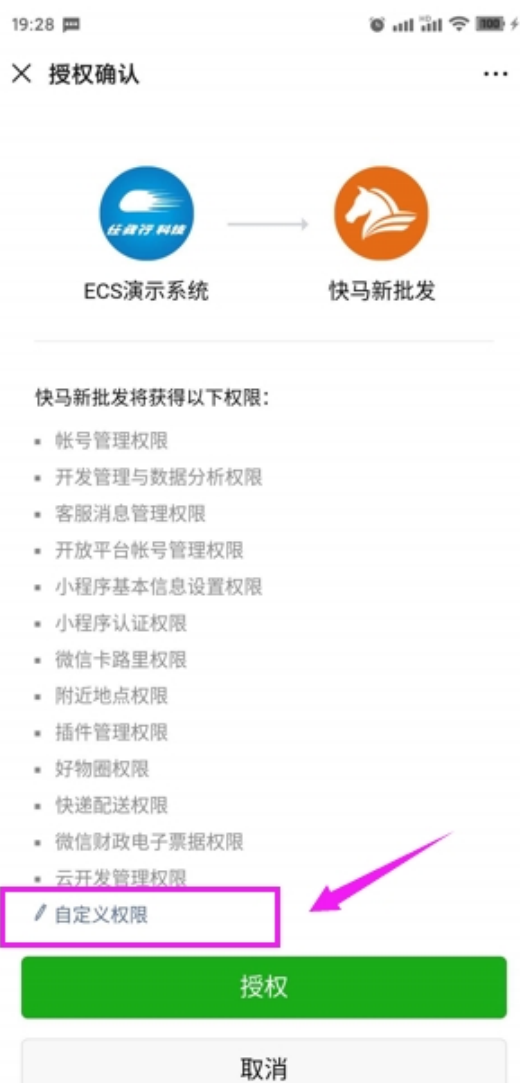 19:28
HD
100
授权确认
任我行 科技
ECS演示系统
快马新批发
快马新批发将获得以下权限：
帐号管理权限
开发管理与数据分析权限
客服消息管理权限
开放平台帐号管理权限
小程序基本信息设置权限
小程序认证权限
微信卡路里权限
附近地点权限
插件管理权限
好物圈权限
快递配送权限
微信财政电子票据权限
云开发管理权限
自定义权限
授权
取消